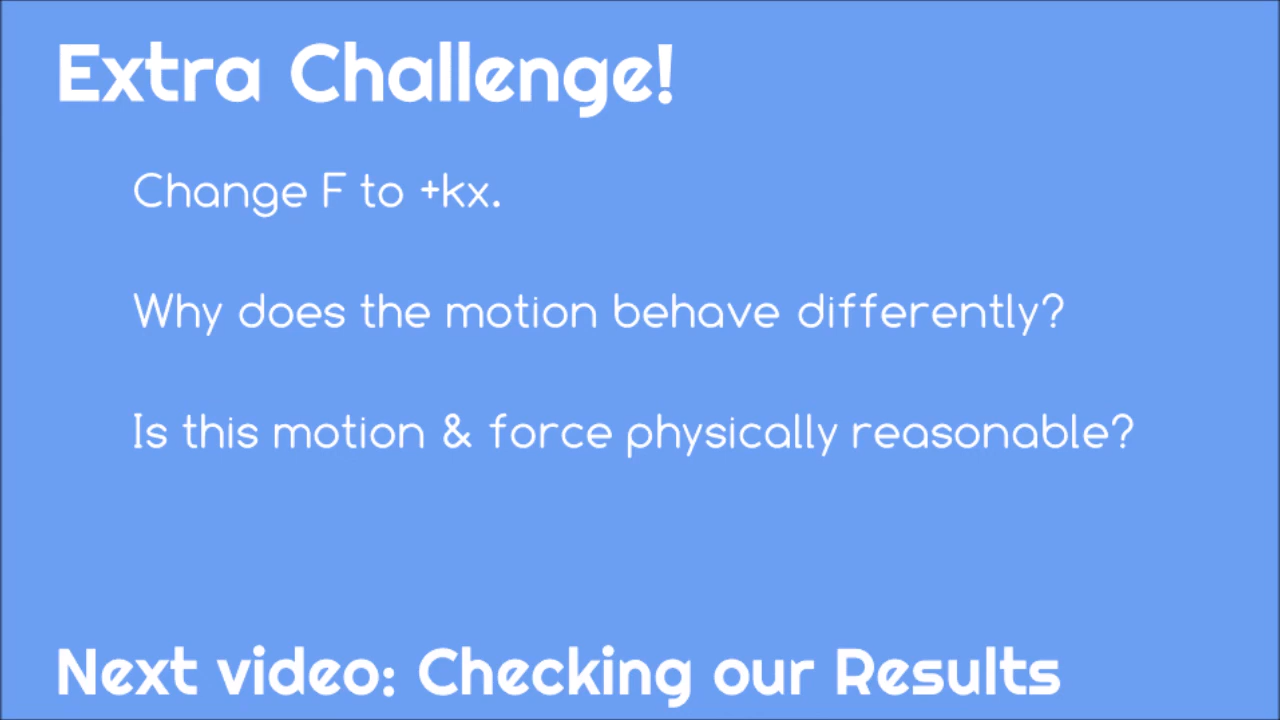 Extra Challenge!
Change F to +kx.
Why does the motion behave differently?
Is this motion & force physically reasonable?
Next video: Checking our Results